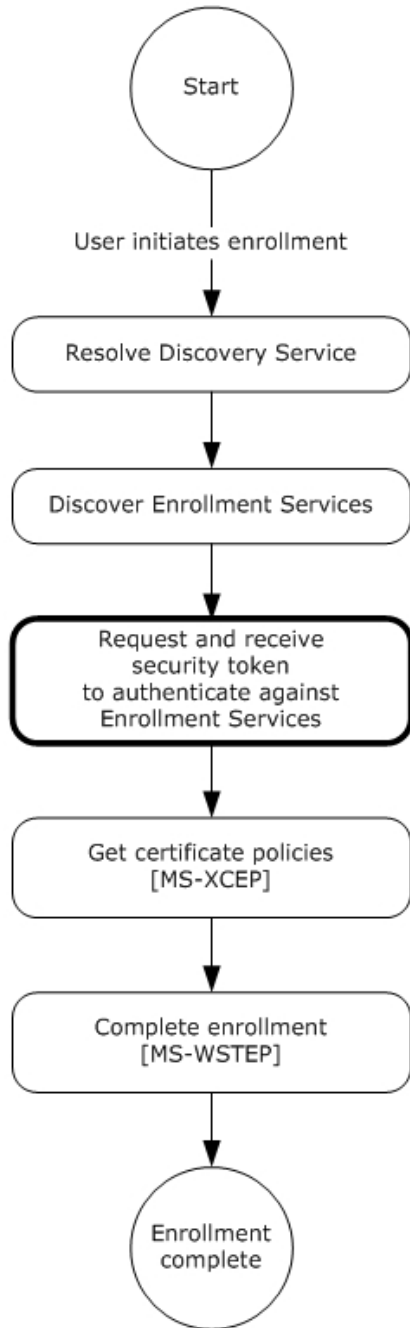 Start
User initiates enrollment
Resolve Discovery Service
Discover Enrollment Services
Request and receive
security token
to authenticate against
Enrollment Services
Get certificate policies
[MS-XCEP]
Complete enrollment
[MS-WSTEP]
Enrollment
complete